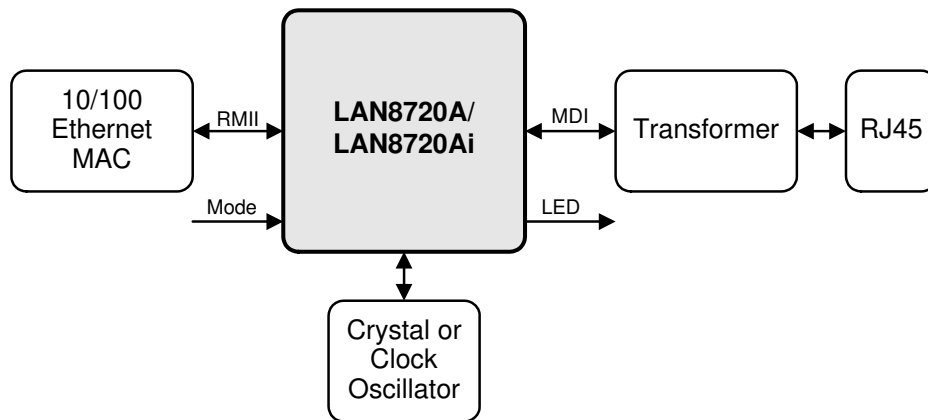 10/100
Ethernet
MAC
RMII
LAN8720A/
LAN8720Ai
MDI
Transformer
RJ45
Mode
LED
Crystal or
Clock
Oscillator